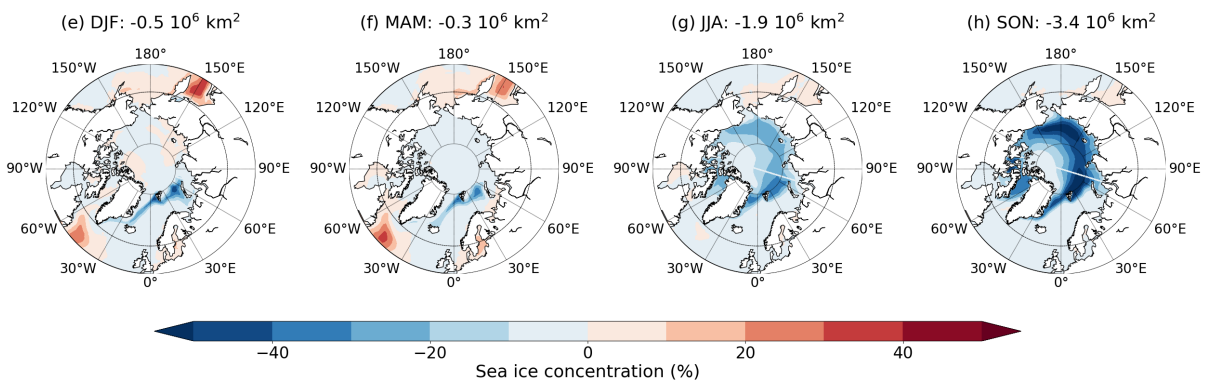 (e) DJF: -0.5 10⁶ km² (f) MAM: -0.3 10⁶ km² (g) JJA: -1.9 10⁶ km² (h) SON: -3.4 10⁶ km²
180° 180° 180° 180°
150°W 150°E 150°W 150°E 150°W 150°E 150°W 150°E
120°W 120°E 120°W 120°E 120°W 120°E 120°W 120°E
90°W 90°E 90°W 90°E 90°W 90°E 90°W 90°E
60°W 60°E 60°W 60°E 60°W 60°E 60°W 60°E
30°W 30°E 30°W 30°E 30°W 30°E 30°W 30°E
0° 0° 0° 0°
−40 −20 0 20 40
Sea ice concentration (%)